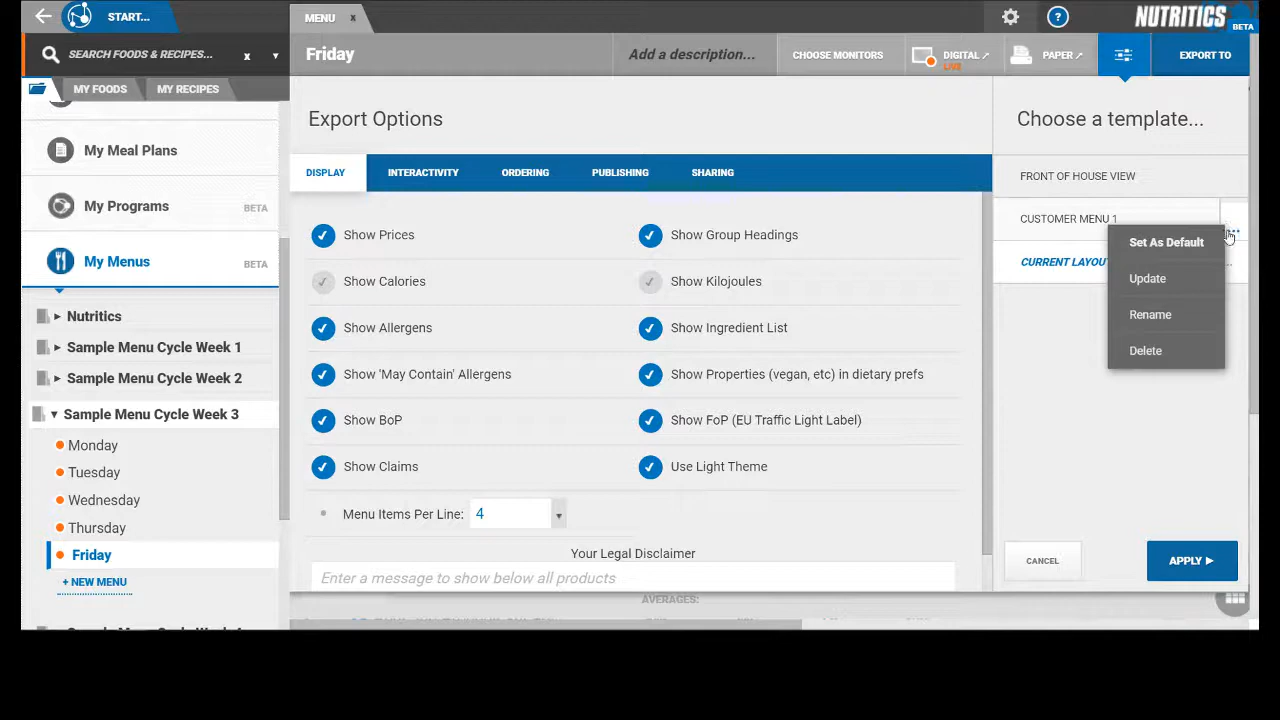 START...
MENU x
?
NUTRITICS
BETA
SEARCH FOODS & RECIPES... x
Friday
Add a description...
CHOOSE MONITORS
DIGITAL
LIVE
PAPER
EXPORT TO
MY FOODS
MY RECIPES
My Meal Plans
My Programs BETA
My Menus BETA
Nutritics
Sample Menu Cycle Week 1
Sample Menu Cycle Week 2
Sample Menu Cycle Week 3
Monday
Tuesday
Wednesday
Thursday
Friday
+ NEW MENU
Export Options
DISPLAY INTERACTIVITY ORDERING PUBLISHING SHARING
Show Prices Show Group Headings
Show Calories Show Kilojoules
Show Allergens Show Ingredient List
Show 'May Contain' Allergens Show Properties (vegan, etc) in dietary prefs
Show BoP Show FoP (EU Traffic Light Label)
Show Claims Use Light Theme
Menu Items Per Line: 4
Your Legal Disclaimer
Enter a message to show below all products
AVERAGES:
Choose a template...
FRONT OF HOUSE VIEW
CUSTOMER MENU 1
CURRENT LAYOU
Set As Default
Update
Rename
Delete
CANCEL
APPLY